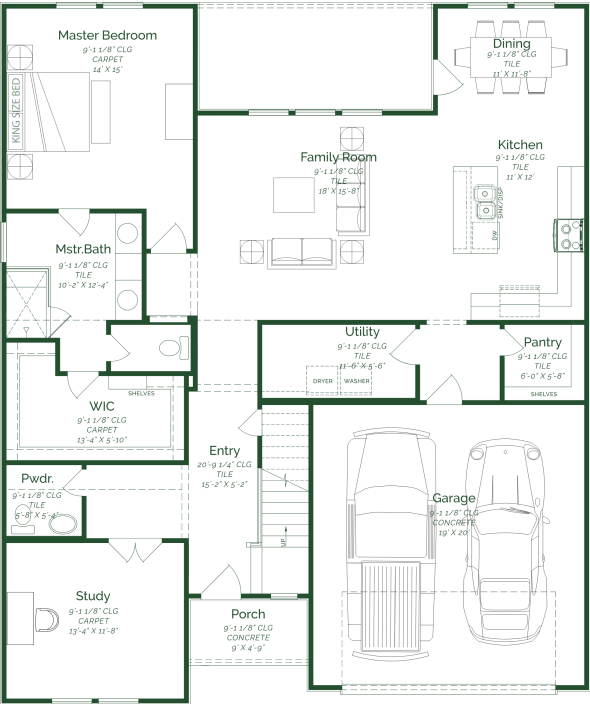 Master Bedroom
9'-1 1/8" CLG
CARPET
14' X 15'
KING SIZE BED
Dining
9'-1 1/8" CLG
TILE
11' X 11'-8"
Family Room
9'-1 1/8" CLG
TILE
18' X 15'-8"
Kitchen
9'-1 1/8" CLG
TILE
11' X 12'
SINK/DISP
DW
Mstr.Bath
9'-1 1/8" CLG
TILE
10'-2" X 12'-4"
Utility
9'-1 1/8" CLG
TILE
11'-6" X 5'-6"
DRYER
WASHER
Pantry
9'-1 1/8" CLG
TILE
6'-0" X 5'-8"
SHELVES
SHELVES
WIC
9'-1 1/8" CLG
CARPET
13'-4" X 5'-10"
Entry
20'-9 1/4" CLG
TILE
15'-2" X 5'-2"
UP
Pwdr.
9'-1 1/8" CLG
TILE
5'-8" X 5'-4"
Garage
9'-1 1/8" CLG
CONCRETE
19' X 20'
Study
9'-1 1/8" CLG
CARPET
13'-4" X 11'-8"
Porch
9'-1 1/8" CLG
CONCRETE
9' X 4'-9"